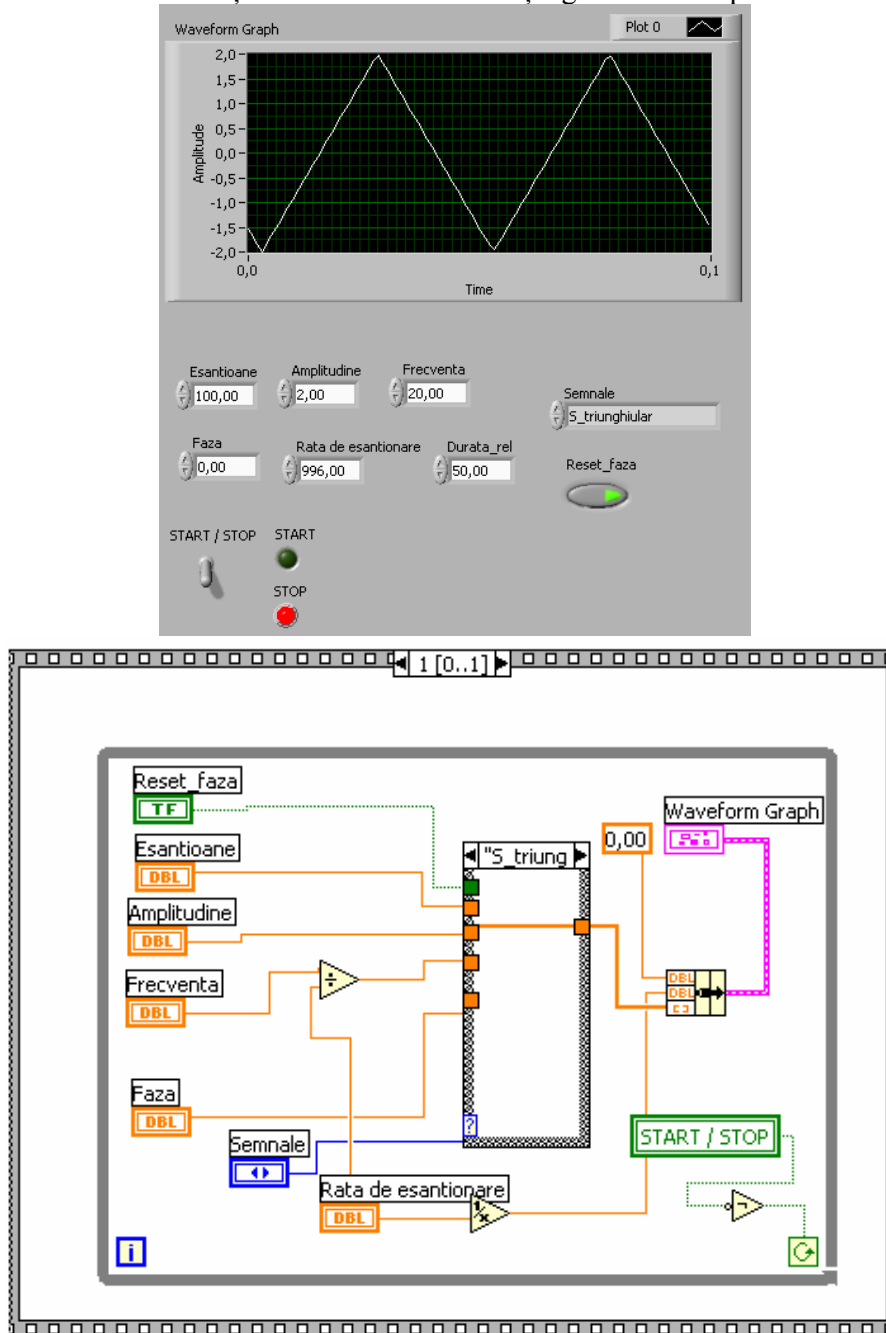 Waveform Graph
Plot 0
2,0
1,5
1,0
0,5
0,0
-0,5
-1,0
-1,5
-2,0
Amplitude
0,0
0,1
Time
Esantioane
Amplitudine
Frecventa
100,00
2,00
20,00
Semnale
S_triunghiular
Faza
Rata de esantionare
Durata_rel
0,00
996,00
50,00
Reset_faza
START / STOP
START
STOP
1 [0..1]
Reset_faza
TF
Waveform Graph
Esantioane
DBL
"S_triung
0,00
Amplitudine
DBL
Frecventa
DBL
÷
DBL
DBL
Faza
DBL
?
Semnale
START / STOP
Rata de esantionare
DBL
1/x
i